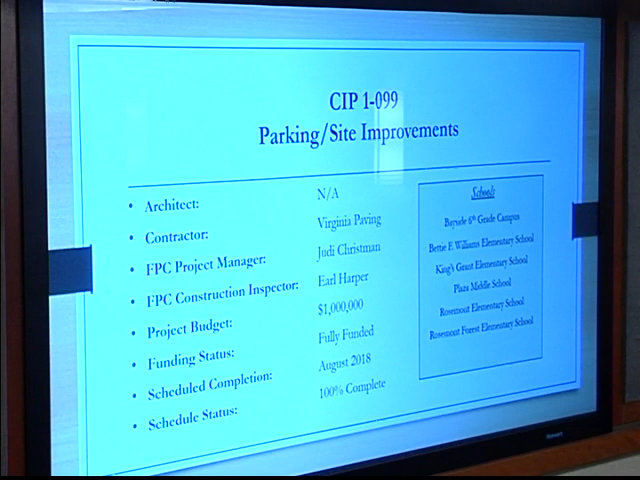 CIP 1-099
Parking/Site Improvements
• Architect: N/A
• Contractor: Virginia Paving
• FPC Project Manager: Judi Christman
• FPC Construction Inspector: Earl Harper
• Project Budget: $1,000,000
• Funding Status: Fully Funded
• Scheduled Completion: August 2018
• Schedule Status: 100% Complete
Schools
Bayside 6th Grade Campus
Bettie F. Williams Elementary School
King's Grant Elementary School
Plaza Middle School
Rosemont Elementary School
Rosemont Forest Elementary School